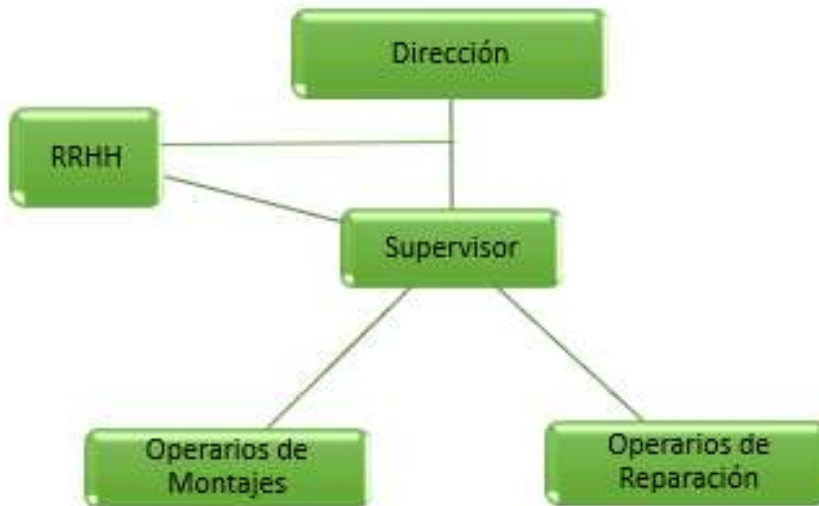 Dirección
RRHH
Supervisor
Operarios de
Montajes
Operarios de
Reparación